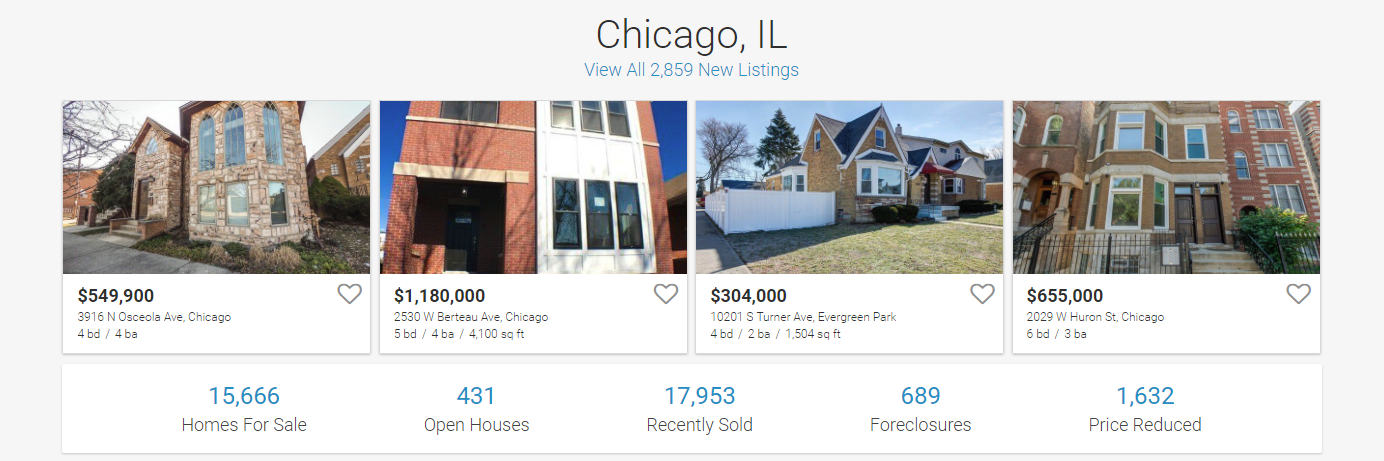 Chicago, IL
View All 2,859 New Listings
$549,900
3916 N Osceola Ave, Chicago
4 bd / 4 ba
$1,180,000
2530 W Berteau Ave, Chicago
5 bd / 4 ba / 4,100 sq ft
$304,000
10201 S Turner Ave, Evergreen Park
4 bd / 2 ba / 1,504 sq ft
$655,000
2029 W Huron St, Chicago
6 bd / 3 ba
15,666
Homes For Sale
431
Open Houses
17,953
Recently Sold
689
Foreclosures
1,632
Price Reduced